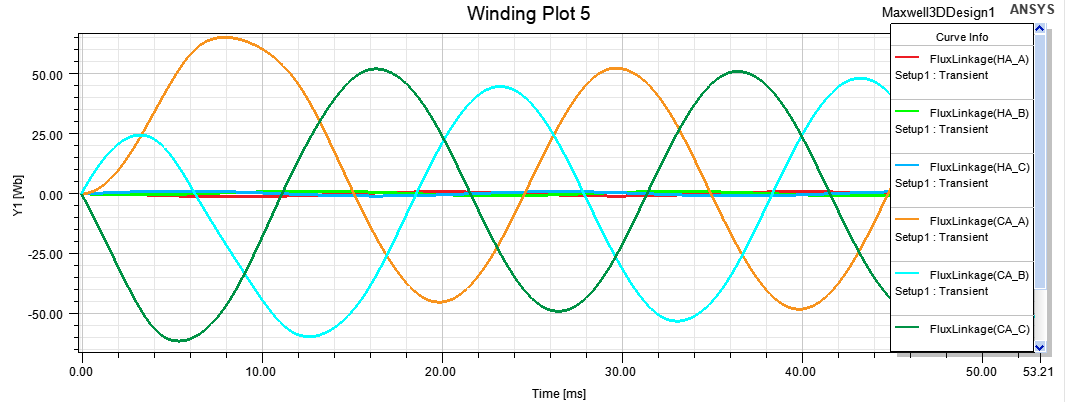 Winding Plot 5
Maxwell3DDesign1
ANSYS
Curve Info
FluxLinkage(HA_A)
Setup1 : Transient
FluxLinkage(HA_B)
Setup1 : Transient
FluxLinkage(HA_C)
Setup1 : Transient
FluxLinkage(CA_A)
Setup1 : Transient
FluxLinkage(CA_B)
Setup1 : Transient
FluxLinkage(CA_C)
Y1 [Wb]
50.00
25.00
0.00
-25.00
-50.00
0.00 10.00 20.00 30.00 40.00 50.00 53.21
Time [ms]